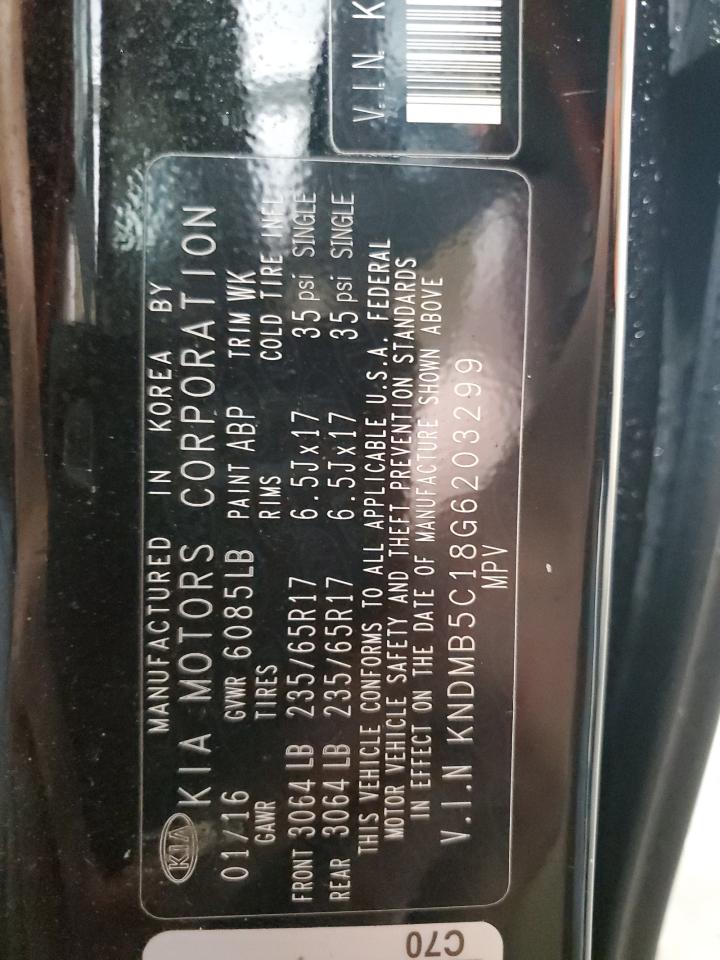 V.I.N. K
KIA
MANUFACTURED IN KOREA BY
KIA MOTORS CORPORATION
01/16 GVWR 6085LB PAINT ABP TRIM WK
GAWR TIRES RIMS COLD TIRE INFL
FRONT 3064 LB 235/65R17 6.5Jx17 35 psi SINGLE
REAR 3064 LB 235/65R17 6.5Jx17 35 psi SINGLE
THIS VEHICLE CONFORMS TO ALL APPLICABLE U.S.A. FEDERAL
MOTOR VEHICLE SAFETY AND THEFT PREVENTION STANDARDS
IN EFFECT ON THE DATE OF MANUFACTURE SHOWN ABOVE
V.I.N KNDMB5C18G6203299
MPV
C70